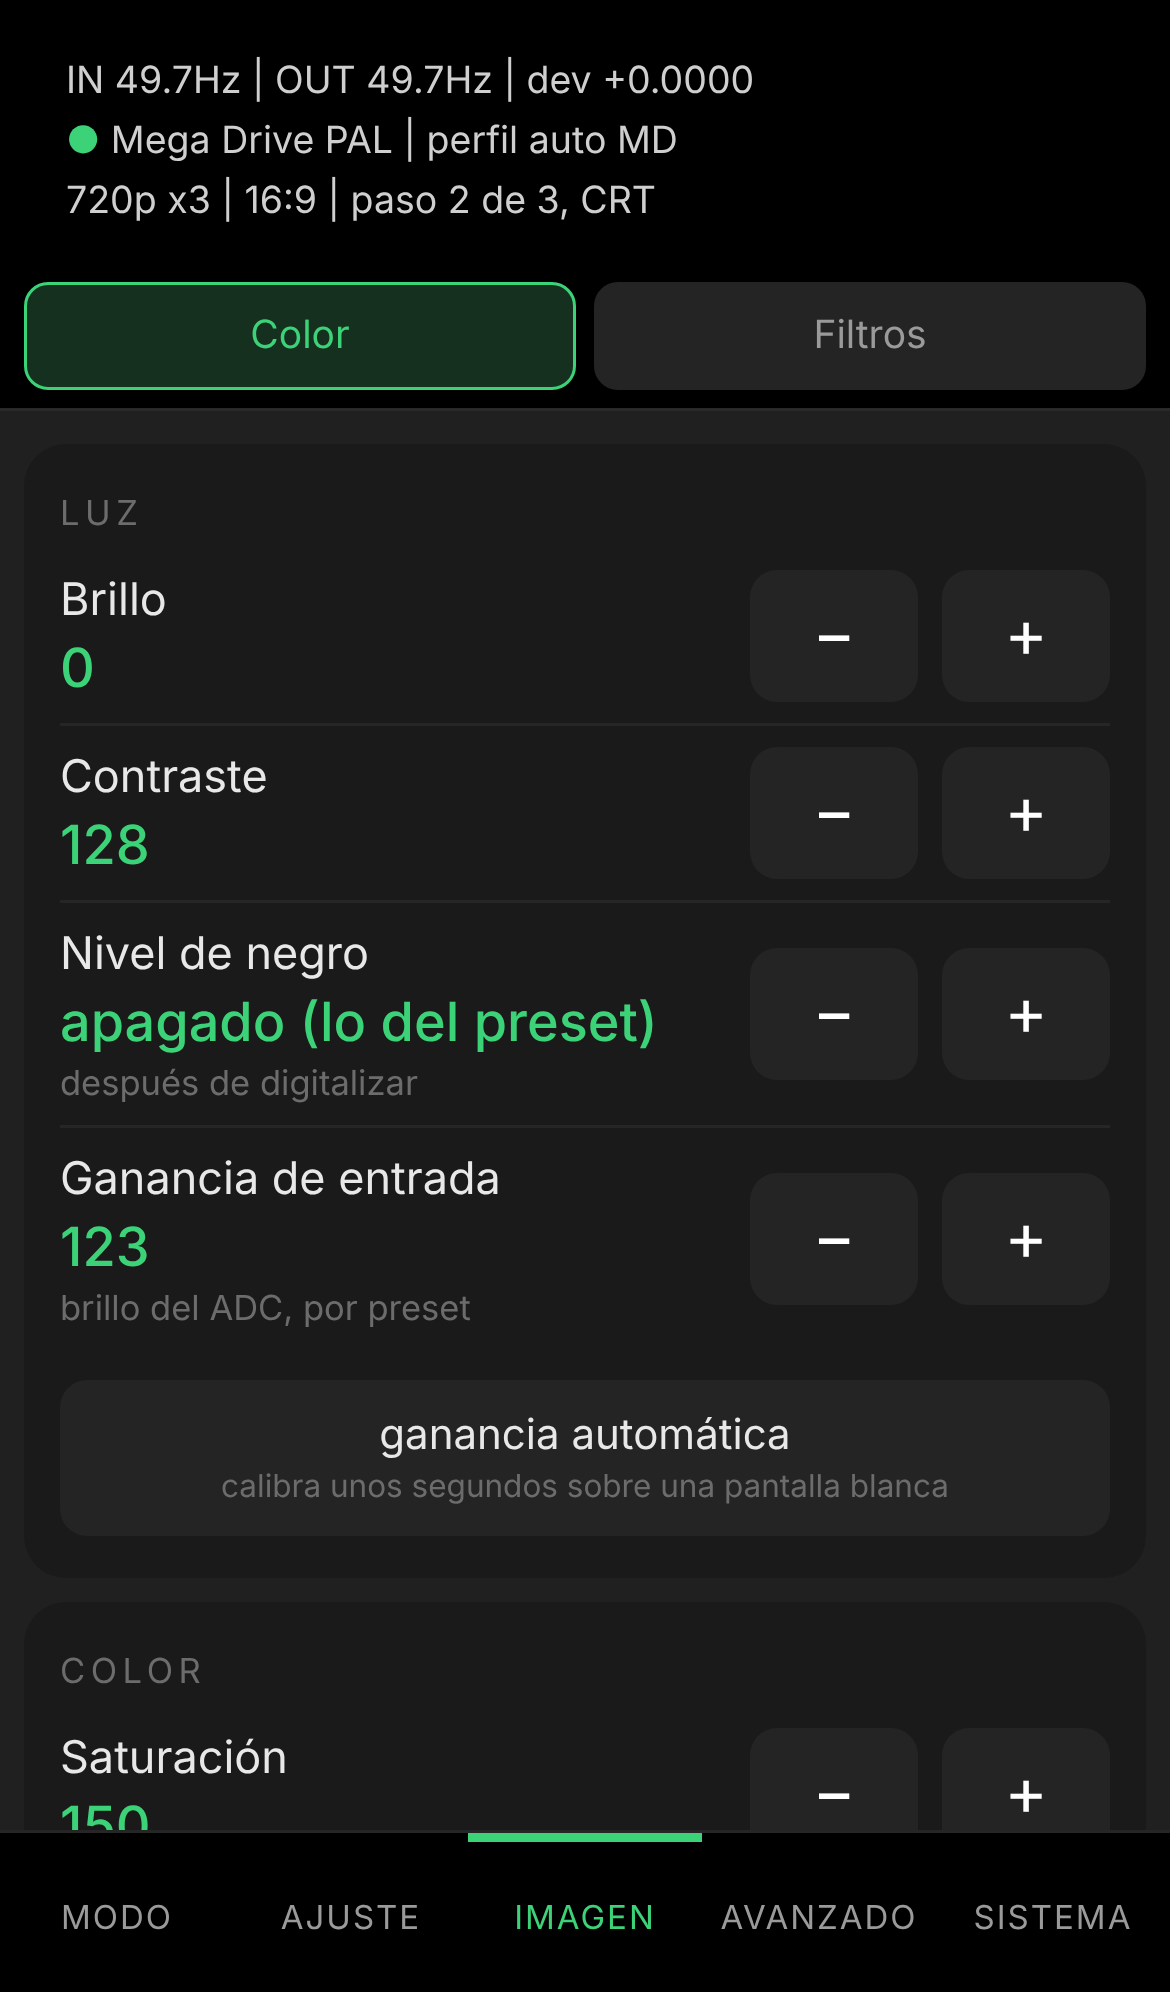 IN 49.7Hz | OUT 49.7Hz | dev +0.0000
Mega Drive PAL | perfil auto MD
720p x3 | 16:9 | paso 2 de 3, CRT
Color
Filtros
LUZ
Brillo
− +
0
Contraste
− +
128
Nivel de negro
apagado (lo del preset)
− +
después de digitalizar
Ganancia de entrada
123
− +
brillo del ADC, por preset
ganancia automática
calibra unos segundos sobre una pantalla blanca
COLOR
Saturación
− +
150
MODO
AJUSTE
IMAGEN
AVANZADO
SISTEMA